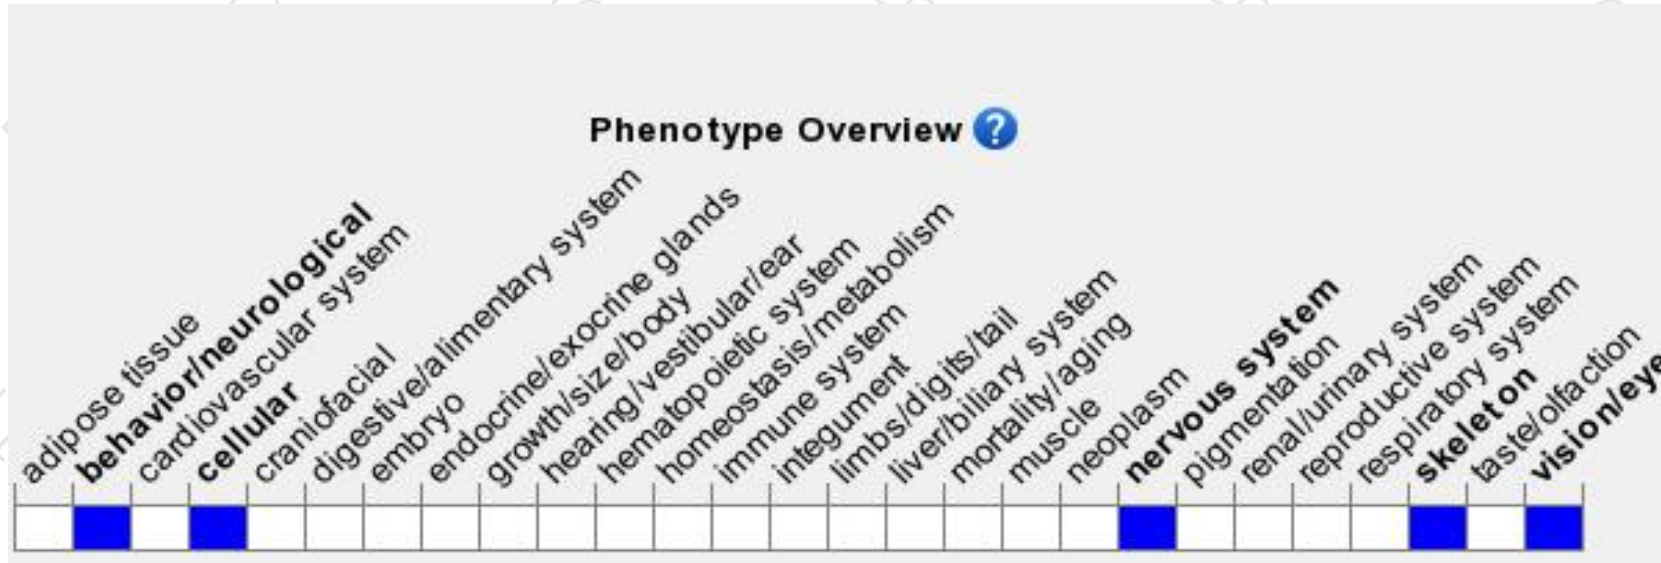 Phenotype Overview ?
adipose tissue
behavior/neurological
cardiovascular system
cellular
craniofacial
digestive/alimentary system
embryo
endocrine/exocrine glands
growth/size/body
hearing/vestibular/ear
hematopoietic system
homeostasis/metabolism
immune system
integument
limbs/digits/tail
liver/biliary system
mortality/aging
muscle
neoplasm
nervous system
pigmentation
renal/urinary system
reproductive system
respiratory system
skeleton
taste/olfaction
vision/eye